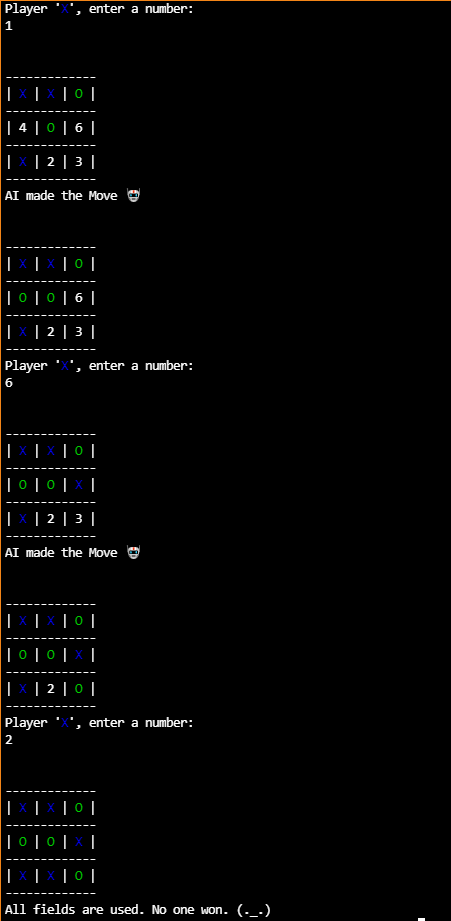 Player 'X', enter a number:
1
-------------
| X | X | O |
-------------
| 4 | O | 6 |
-------------
| X | 2 | 3 |
-------------
AI made the Move 🤖
-------------
| X | X | O |
-------------
| O | O | 6 |
-------------
| X | 2 | 3 |
-------------
Player 'X', enter a number:
6
-------------
| X | X | O |
-------------
| O | O | X |
-------------
| X | 2 | 3 |
-------------
AI made the Move 🤖
-------------
| X | X | O |
-------------
| O | O | X |
-------------
| X | 2 | O |
-------------
Player 'X', enter a number:
2
-------------
| X | X | O |
-------------
| O | O | X |
-------------
| X | X | O |
-------------
All fields are used. No one won. (._.)